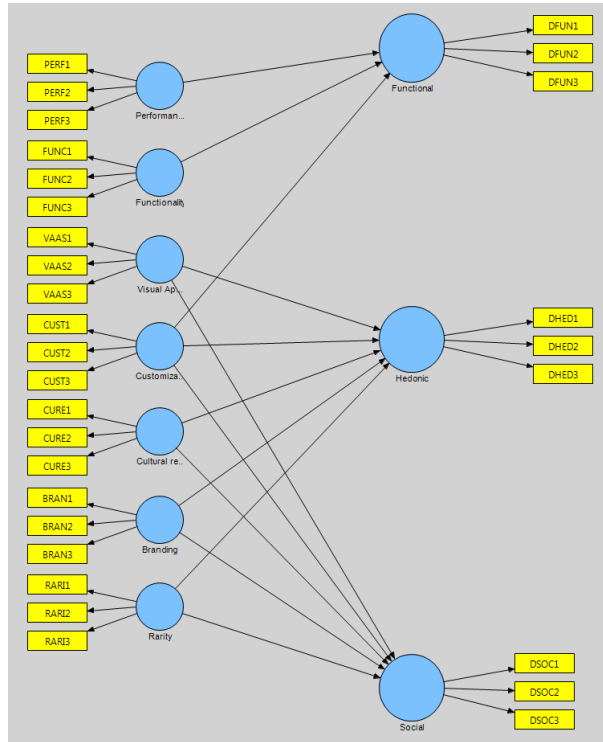 PERF1
PERF2
PERF3
Performan...
FUNC1
FUNC2
FUNC3
Functionality
VAAS1
VAAS2
VAAS3
Visual Ap...
CUST1
CUST2
CUST3
Customiza...
CURE1
CURE2
CURE3
Cultural re..
BRAN1
BRAN2
BRAN3
Branding
RARI1
RARI2
RARI3
Rarity
Functional
DFUN1
DFUN2
DFUN3
Hedonic
DHED1
DHED2
DHED3
Social
DSOC1
DSOC2
DSOC3